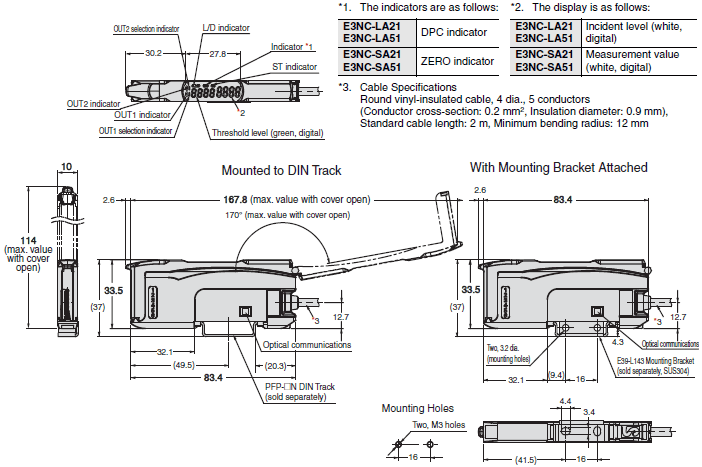 OUT2 selection indicator
L/D indicator
Indicator *1
ST indicator
30.2
27.8
OUT2 indicator
OUT1 indicator
OUT1 selection indicator
*2
Threshold level (green, digital)
*1. The indicators are as follows:
E3NC-LA21
E3NC-LA51
DPC indicator
E3NC-SA21
E3NC-SA51
ZERO indicator
*2. The display is as follows:
E3NC-LA21
E3NC-LA51
Incident level (white, digital)
E3NC-SA21
E3NC-SA51
Measurement value (white, digital)
*3. Cable Specifications
Round vinyl-insulated cable, 4 dia., 5 conductors
(Conductor cross-section: 0.2 mm², Insulation diameter: 0.9 mm),
Standard cable length: 2 m, Minimum bending radius: 12 mm
10
114
(max. value
with cover
open)
Mounted to DIN Track
2.6
167.8 (max. value with cover open)
170° (max. value with cover open)
33.5
(37)
*3
12.7
Optical communications
32.1
(49.5)
(20.3)
83.4
PFP-□N DIN Track
(sold separately)
With Mounting Bracket Attached
2.6
83.4
33.5
(37)
*3
12.7
4.3
Two, 3.2 dia.
(mounting holes)
Optical communications
E39-L143 Mounting Bracket
(sold separately, SUS304)
32.1
(9.4)
16
Mounting Holes
Two, M3 holes
16
4.4
3.4
(41.5)
16